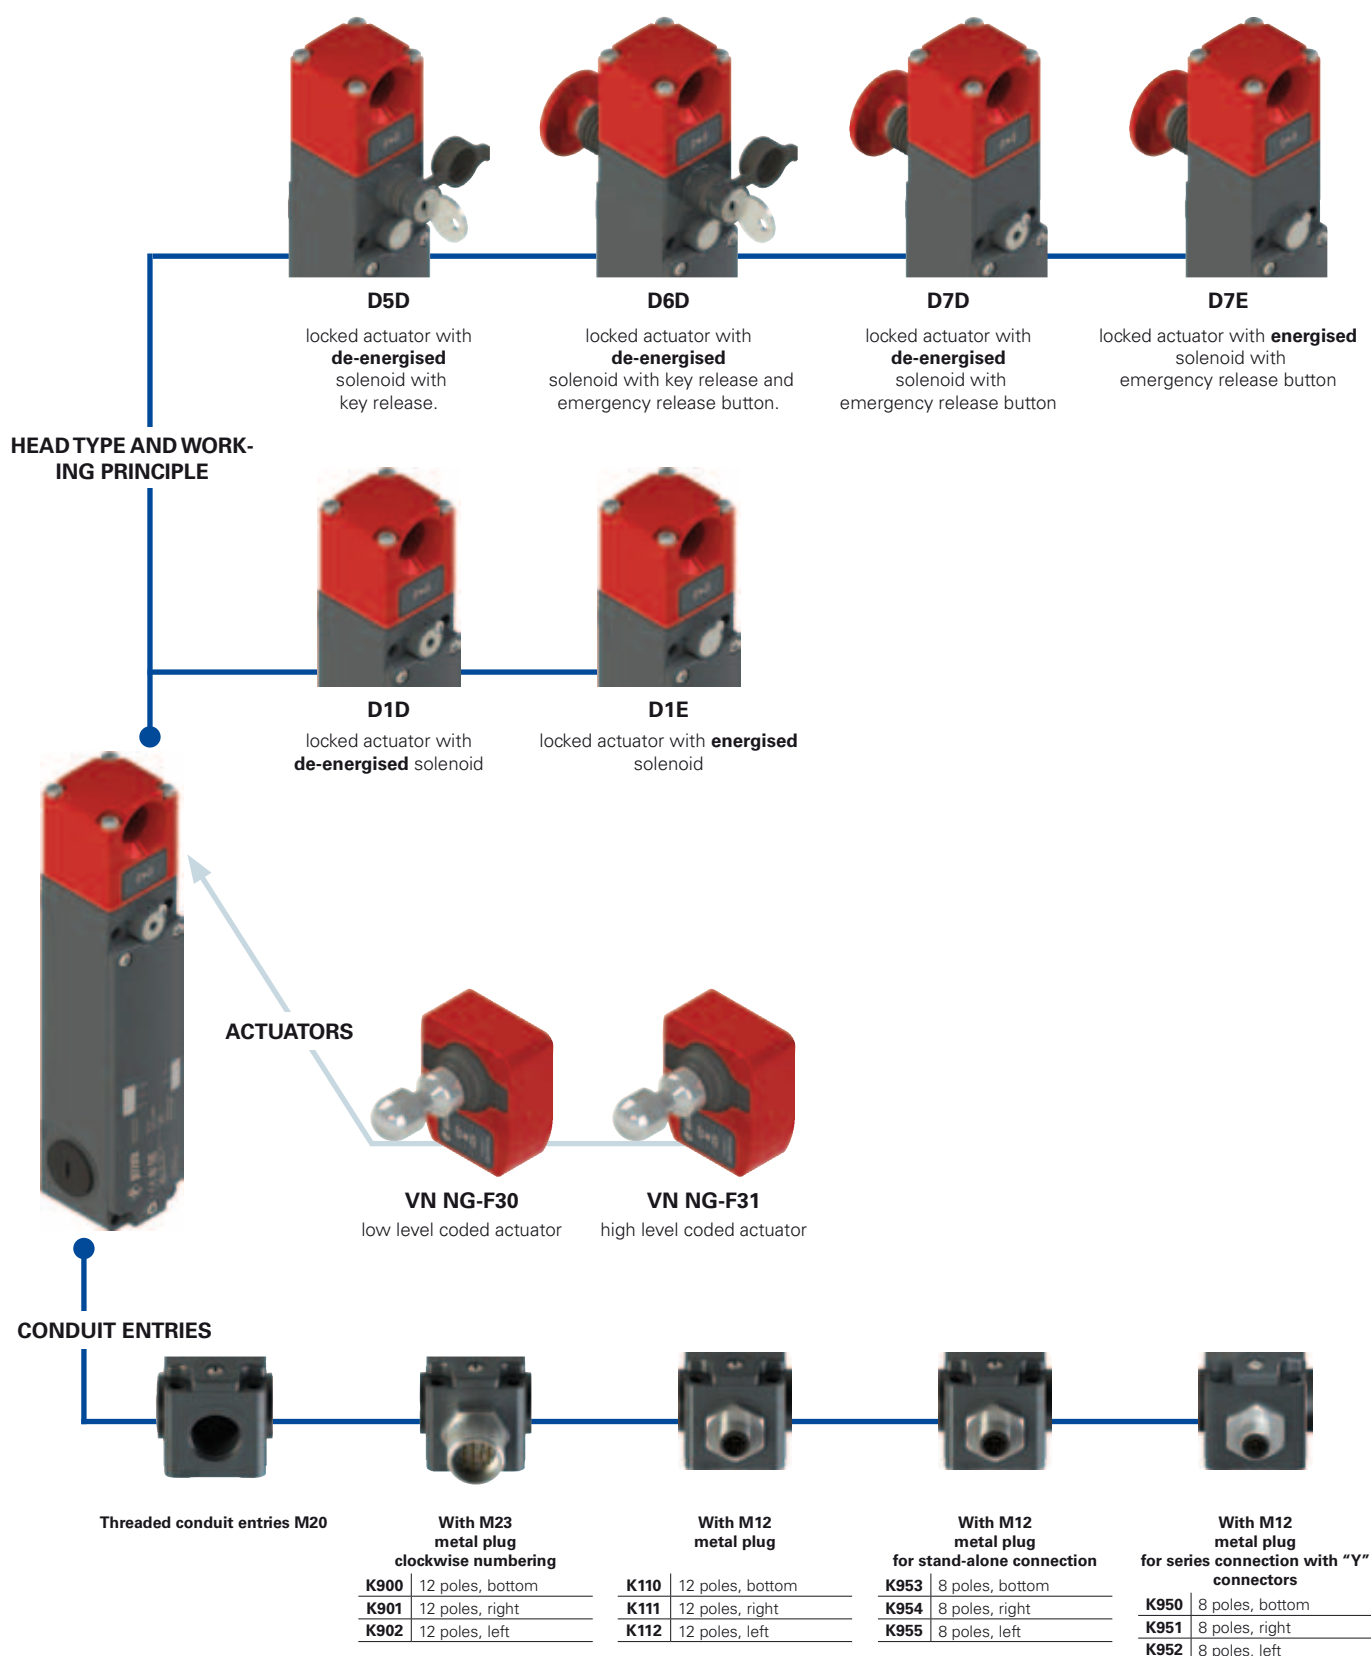 D5D
locked actuator with
de-energised
solenoid with
key release.
D6D
locked actuator with
de-energised
solenoid with key release and
emergency release button.
D7D
locked actuator with
de-energised
solenoid with
emergency release button
D7E
locked actuator with energised
solenoid with
emergency release button
HEAD TYPE AND WORK-
ING PRINCIPLE
D1D
locked actuator with
de-energised solenoid
D1E
locked actuator with energised
solenoid
ACTUATORS
VN NG-F30
low level coded actuator
VN NG-F31
high level coded actuator
CONDUIT ENTRIES
Threaded conduit entries M20
With M23
metal plug
clockwise numbering
K900 12 poles, bottom
K901 12 poles, right
K902 12 poles, left
With M12
metal plug
K110 12 poles, bottom
K111 12 poles, right
K112 12 poles, left
With M12
metal plug
for stand-alone connection
K953 8 poles, bottom
K954 8 poles, right
K955 8 poles, left
With M12
metal plug
for series connection with “Y”
connectors
K950 8 poles, bottom
K951 8 poles, right
K952 8 poles, left